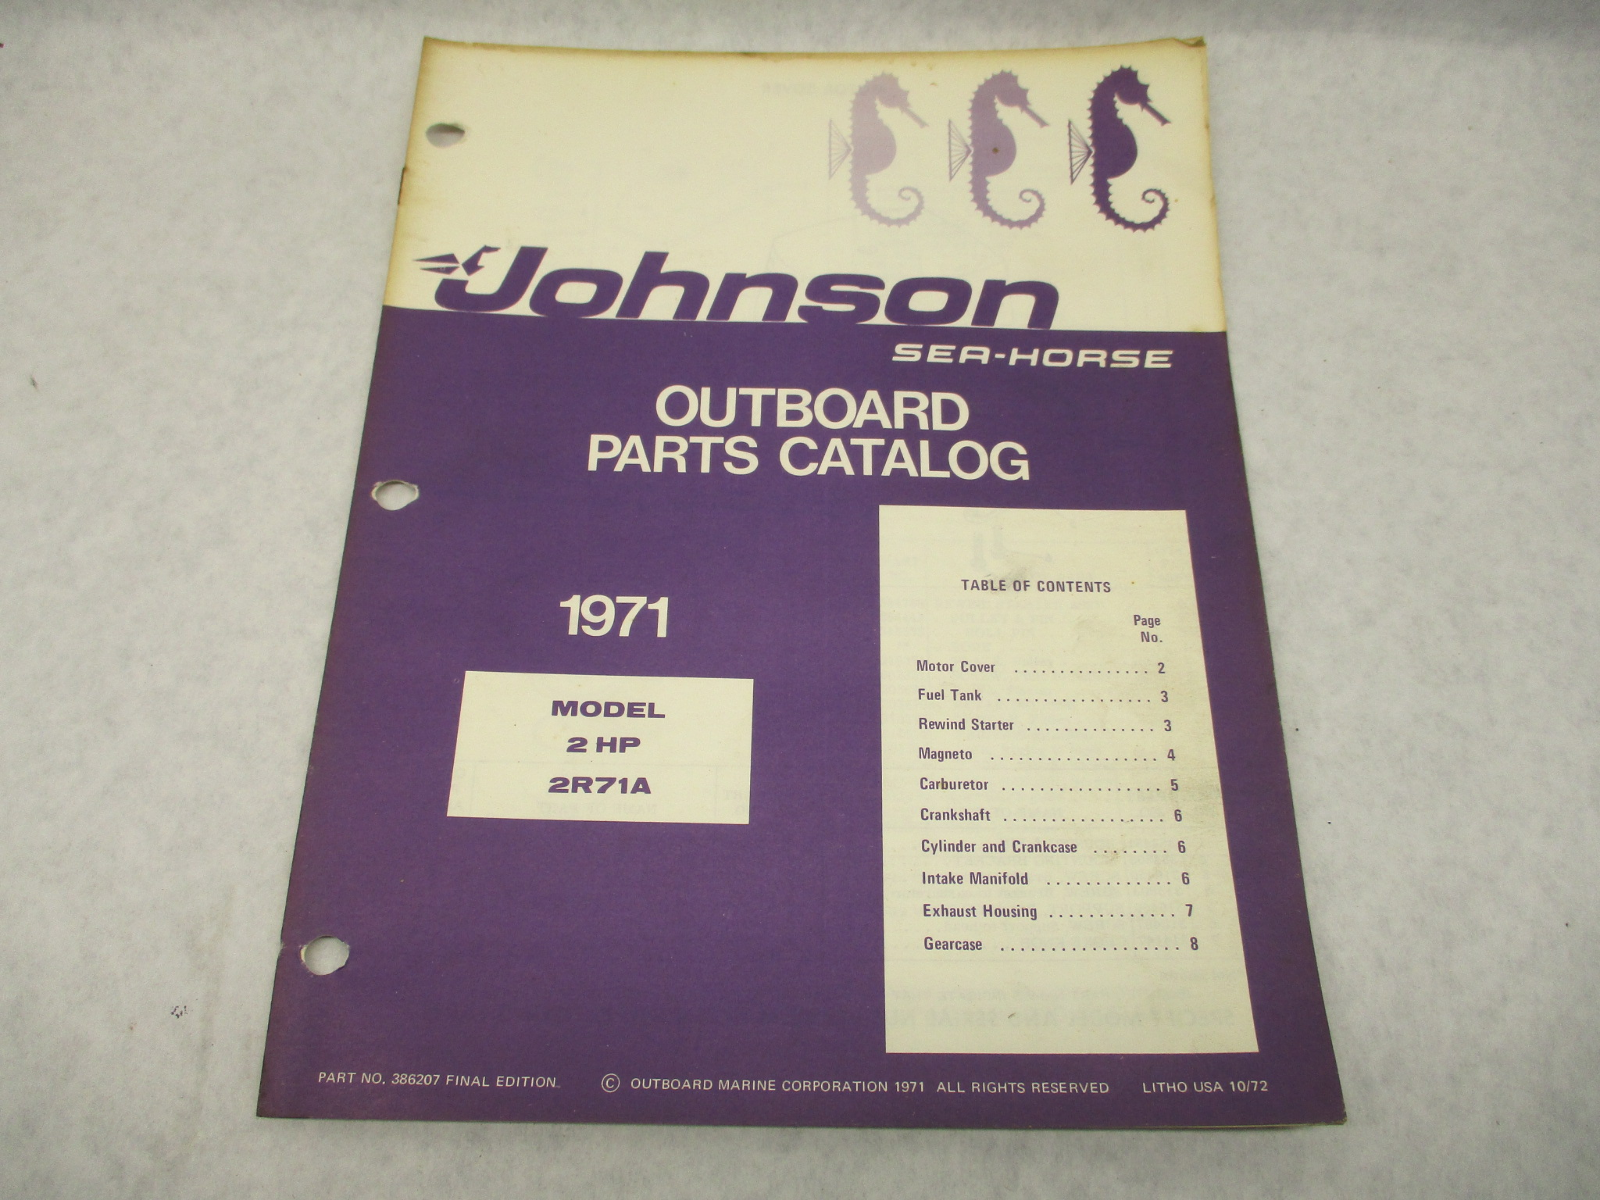 Johnson
SEA-HORSE
OUTBOARD
PARTS CATALOG
1971
MODEL
2 HP
2R71A
TABLE OF CONTENTS
Page
No.
Motor Cover . . . . . . . . . . . . . . . 2
Fuel Tank . . . . . . . . . . . . . . . . . 3
Rewind Starter . . . . . . . . . . . . . . 3
Magneto . . . . . . . . . . . . . . . . . . 4
Carburetor . . . . . . . . . . . . . . . . . 5
Crankshaft . . . . . . . . . . . . . . . . . 6
Cylinder and Crankcase . . . . . . . . 6
Intake Manifold . . . . . . . . . . . . . 6
Exhaust Housing . . . . . . . . . . . . . 7
Gearcase . . . . . . . . . . . . . . . . . . 8
PART NO. 386207 FINAL EDITION © OUTBOARD MARINE CORPORATION 1971 ALL RIGHTS RESERVED LITHO USA 10/72